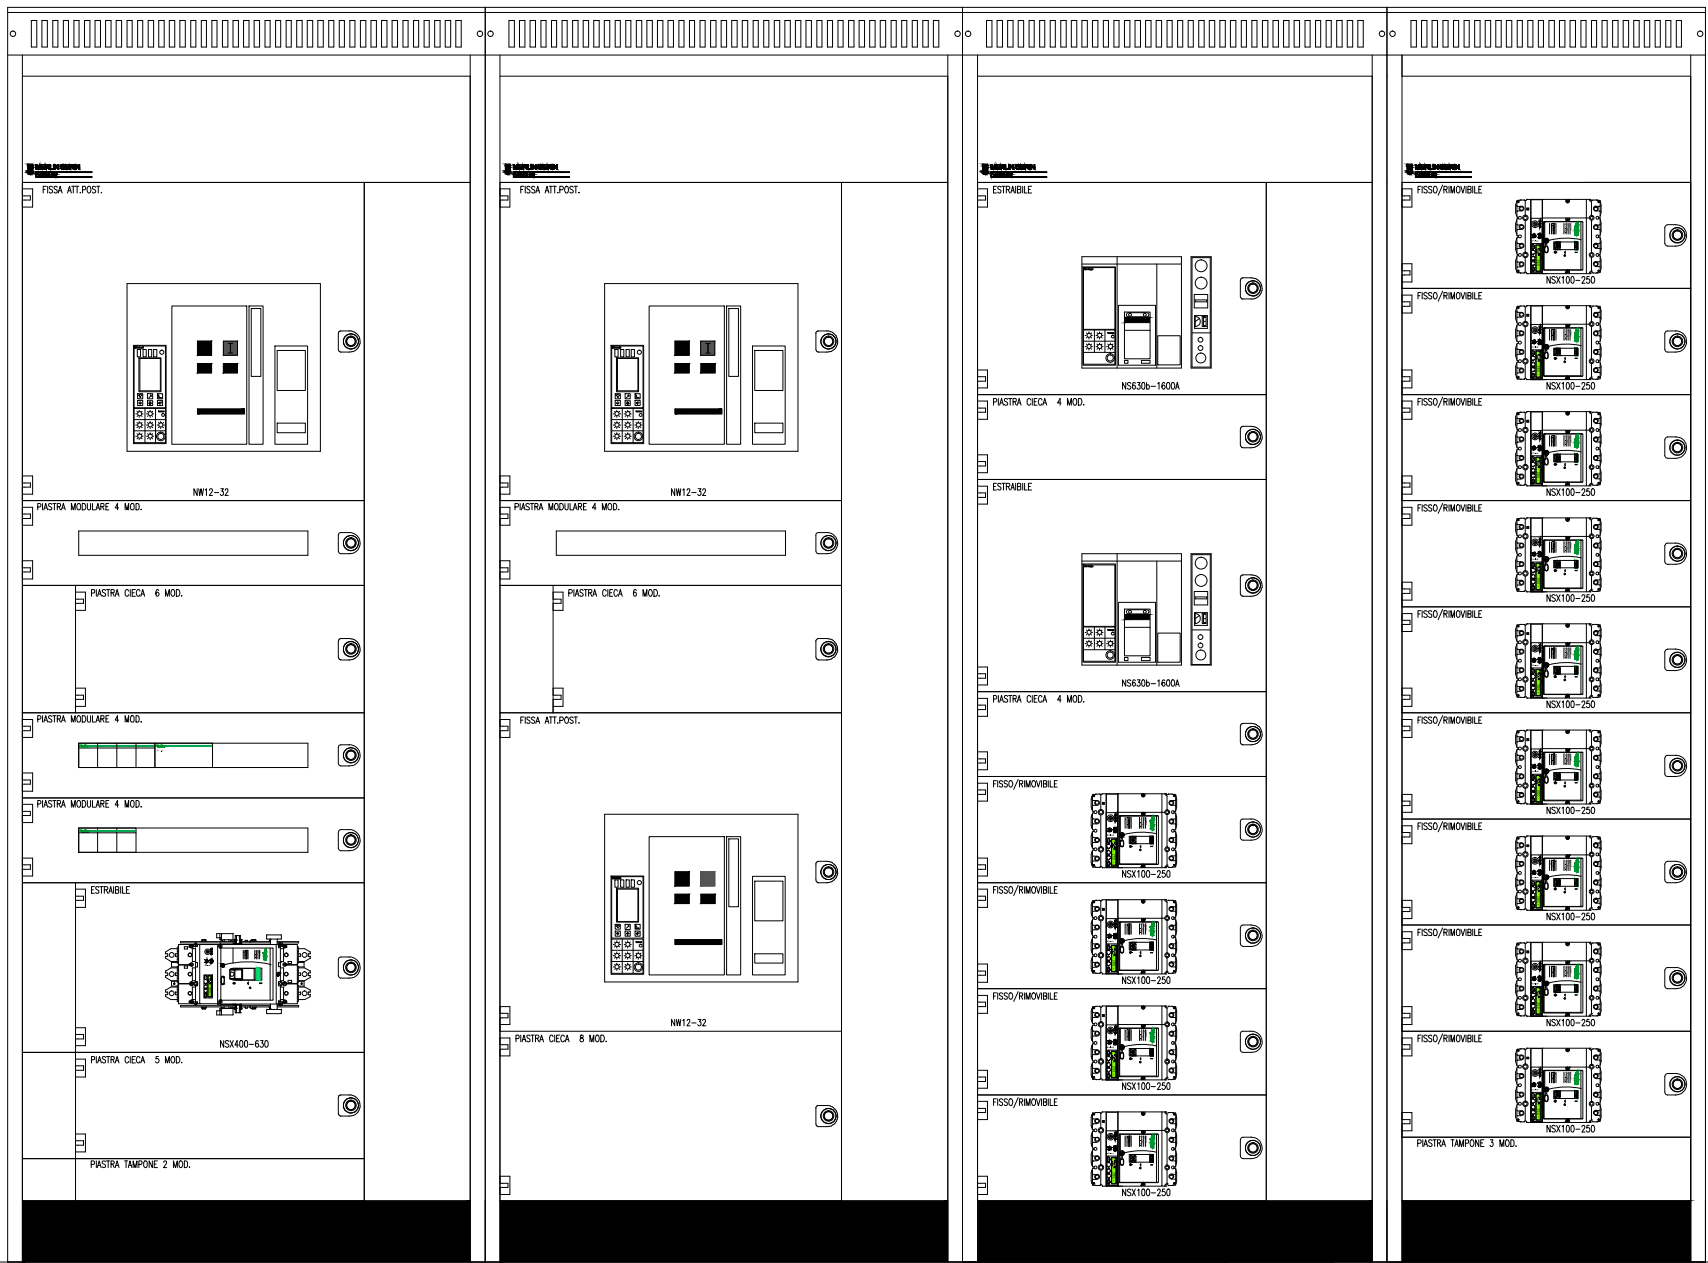 FISSA ATT.POST.
NW12-32
PIASTRA MODULARE 4 MOD.
PIASTRA CIECA 6 MOD.
PIASTRA MODULARE 4 MOD.
PIASTRA MODULARE 4 MOD.
ESTRAIBILE
NSX400-630
PIASTRA CIECA 5 MOD.
PIASTRA TAMPONE 2 MOD.
FISSA ATT.POST.
NW12-32
PIASTRA MODULARE 4 MOD.
PIASTRA CIECA 6 MOD.
FISSA ATT.POST.
NW12-32
PIASTRA CIECA 8 MOD.
ESTRAIBILE
NS630b-1600A
PIASTRA CIECA 4 MOD.
ESTRAIBILE
NS630b-1600A
PIASTRA CIECA 4 MOD.
FISSO/RIMOVIBILE
NSX100-250
FISSO/RIMOVIBILE
NSX100-250
FISSO/RIMOVIBILE
NSX100-250
FISSO/RIMOVIBILE
NSX100-250
FISSO/RIMOVIBILE
NSX100-250
FISSO/RIMOVIBILE
NSX100-250
FISSO/RIMOVIBILE
NSX100-250
FISSO/RIMOVIBILE
NSX100-250
FISSO/RIMOVIBILE
NSX100-250
FISSO/RIMOVIBILE
NSX100-250
FISSO/RIMOVIBILE
NSX100-250
FISSO/RIMOVIBILE
NSX100-250
FISSO/RIMOVIBILE
NSX100-250
PIASTRA TAMPONE 3 MOD.